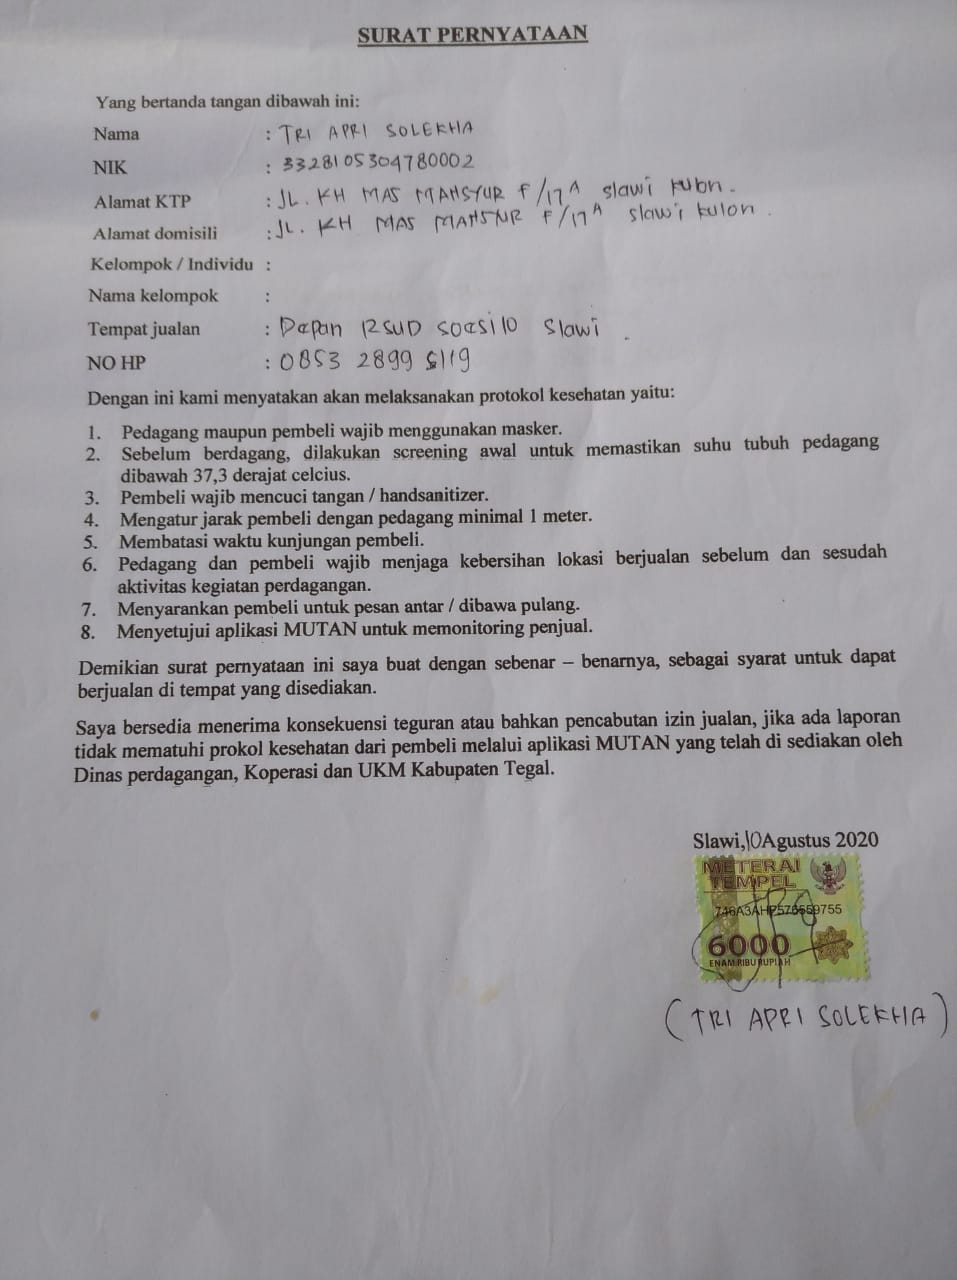 SURAT PERNYATAAN
Yang bertanda tangan dibawah ini:
Nama : TRI APRI SOLEKHA
NIK : 3328105304780002
Alamat KTP : JL. KH MAS MANSYUR F/17A slawi kulon.
Alamat domisili : JL. KH MAS MANSYUR F/17A slawi kulon.
Kelompok / Individu :
Nama kelompok :
Tempat jualan : Depan RSUD soesilo slawi.
NO HP : 0853 2899 5119
Dengan ini kami menyatakan akan melaksanakan protokol kesehatan yaitu:
1. Pedagang maupun pembeli wajib menggunakan masker.
2. Sebelum berdagang, dilakukan screening awal untuk memastikan suhu tubuh pedagang
dibawah 37,3 derajat celcius.
3. Pembeli wajib mencuci tangan / handsanitizer.
4. Mengatur jarak pembeli dengan pedagang minimal 1 meter.
5. Membatasi waktu kunjungan pembeli.
6. Pedagang dan pembeli wajib menjaga kebersihan lokasi berjualan sebelum dan sesudah
aktivitas kegiatan perdagangan.
7. Menyarankan pembeli untuk pesan antar / dibawa pulang.
8. Menyetujui aplikasi MUTAN untuk memonitoring penjual.
Demikian surat pernyataan ini saya buat dengan sebenar – benarnya, sebagai syarat untuk dapat
berjualan di tempat yang disediakan.
Saya bersedia menerima konsekuensi teguran atau bahkan pencabutan izin jualan, jika ada laporan
tidak mematuhi prokol kesehatan dari pembeli melalui aplikasi MUTAN yang telah di sediakan oleh
Dinas perdagangan, Koperasi dan UKM Kabupaten Tegal.
Slawi, 10 Agustus 2020
METERAI
TEMPEL
6000
ENAM RIBU RUPIAH
(TRI APRI SOLEKHA)